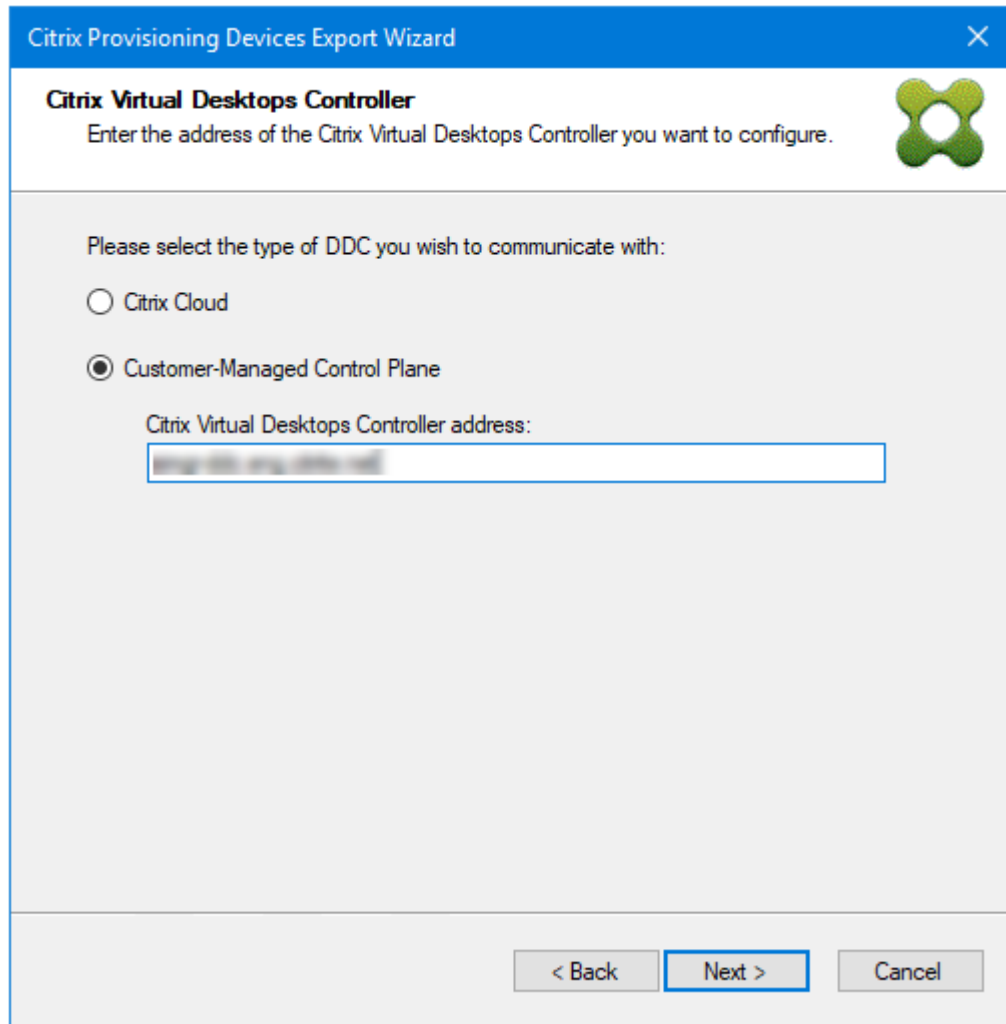 Citrix Provisioning Devices Export Wizard
Citrix Virtual Desktops Controller
Enter the address of the Citrix Virtual Desktops Controller you want to configure.
Please select the type of DDC you wish to communicate with:
Citrix Cloud
Customer-Managed Control Plane
Citrix Virtual Desktops Controller address:
< Back
Next >
Cancel